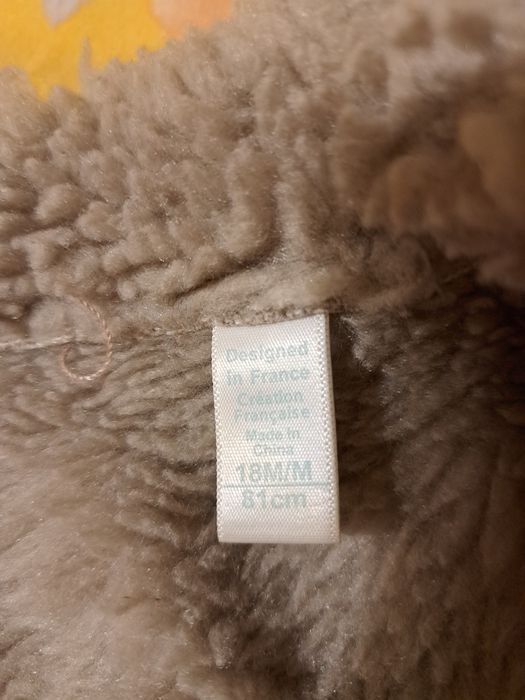 Designed
in France
Création
Française
Made in
China
18M/M
81cm